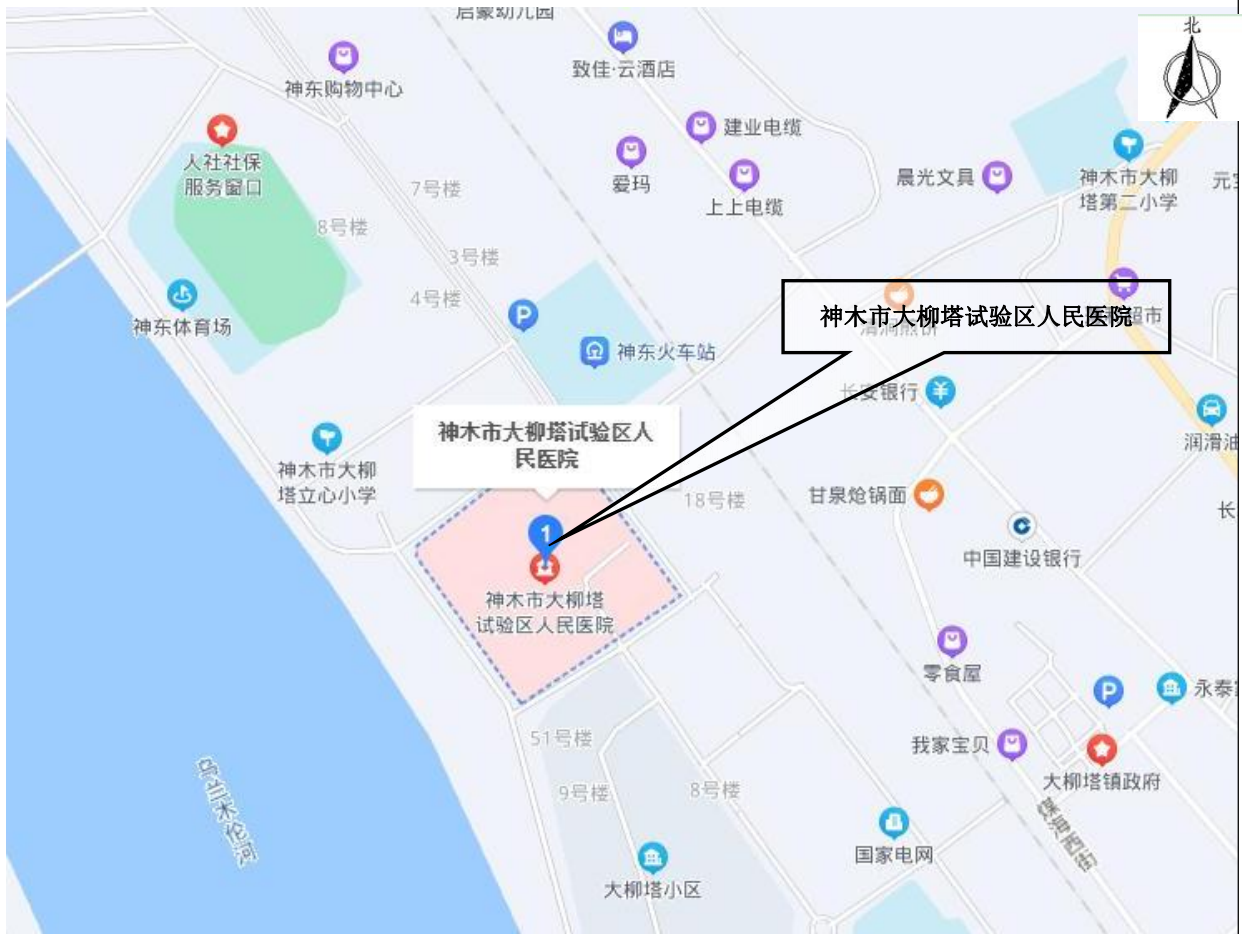 启蒙幼儿园
北
致佳·云酒店
神东购物中心
建业电缆
人社社保
服务窗口
7号楼
爱玛
上上电缆
晨光文具
神木市大柳
塔第二小学
8号楼
3号楼
4号楼
神东体育场
P
神东火车站
神木市大柳塔试验区人民医院
超市
长安银行
润滑油
神木市大柳塔试验区人
民医院
神木市大柳
塔立心小学
18号楼
甘泉炝锅面
长
1
中国建设银行
神木市大柳塔
试验区人民医院
零食屋
P
永泰
51号楼
我家宝贝
大柳塔镇政府
9号楼
8号楼
乌兰木伦河
煤海西街
国家电网
大柳塔小区